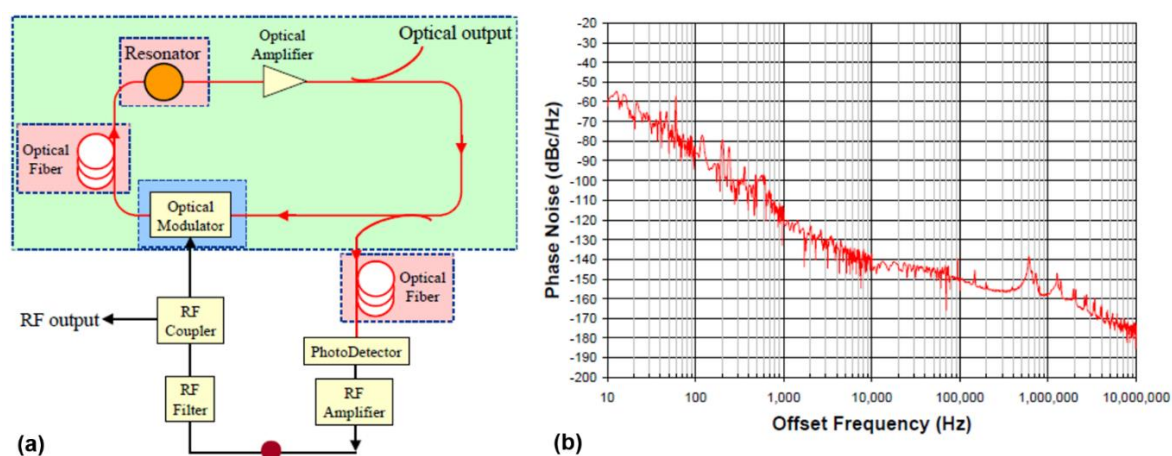 Optical
Amplifier
Optical output
Resonator
Optical
Fiber
Optical
Modulator
Optical
Fiber
RF output
RF
Coupler
PhotoDetector
RF
Filter
RF
Amplifier
(a)
Phase Noise (dBc/Hz)
-20
-30
-40
-50
-60
-70
-80
-90
-100
-110
-120
-130
-140
-150
-160
-170
-180
-190
-200
10
100
1,000
10,000
100,000
1,000,000
10,000,000
Offset Frequency (Hz)
(b)